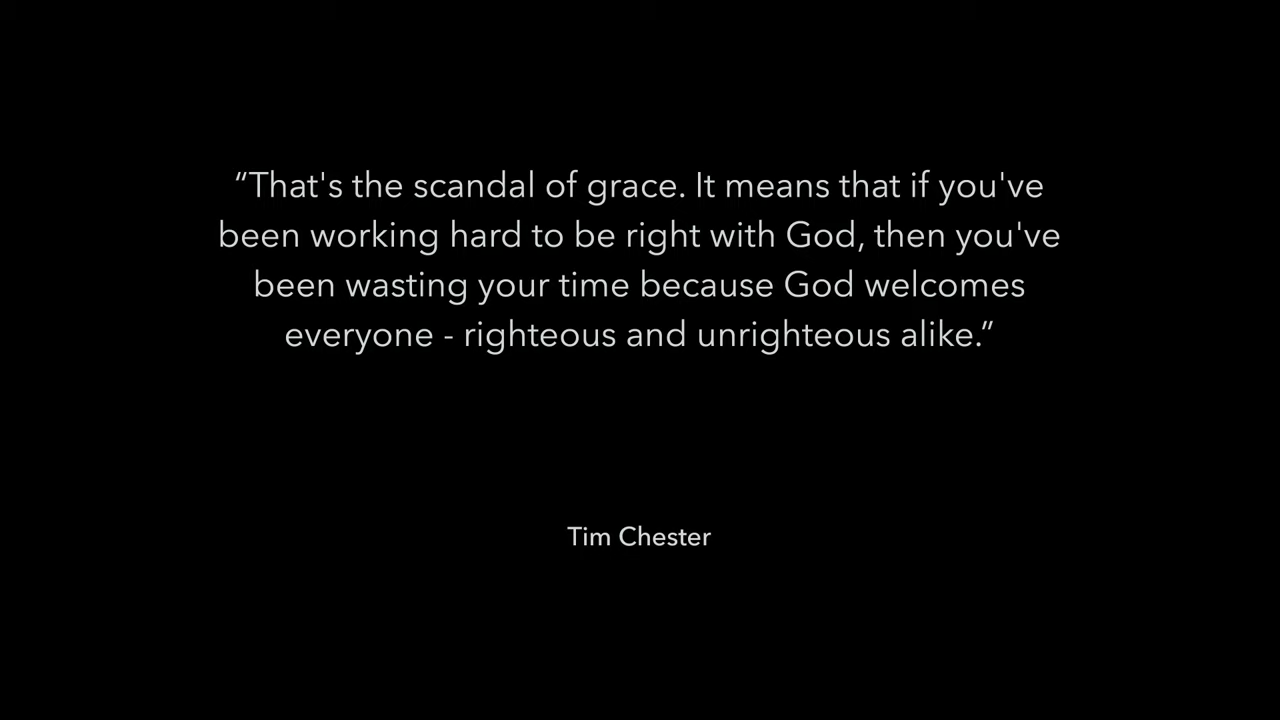 “That's the scandal of grace. It means that if you've
been working hard to be right with God, then you've
been wasting your time because God welcomes
everyone - righteous and unrighteous alike.”
Tim Chester